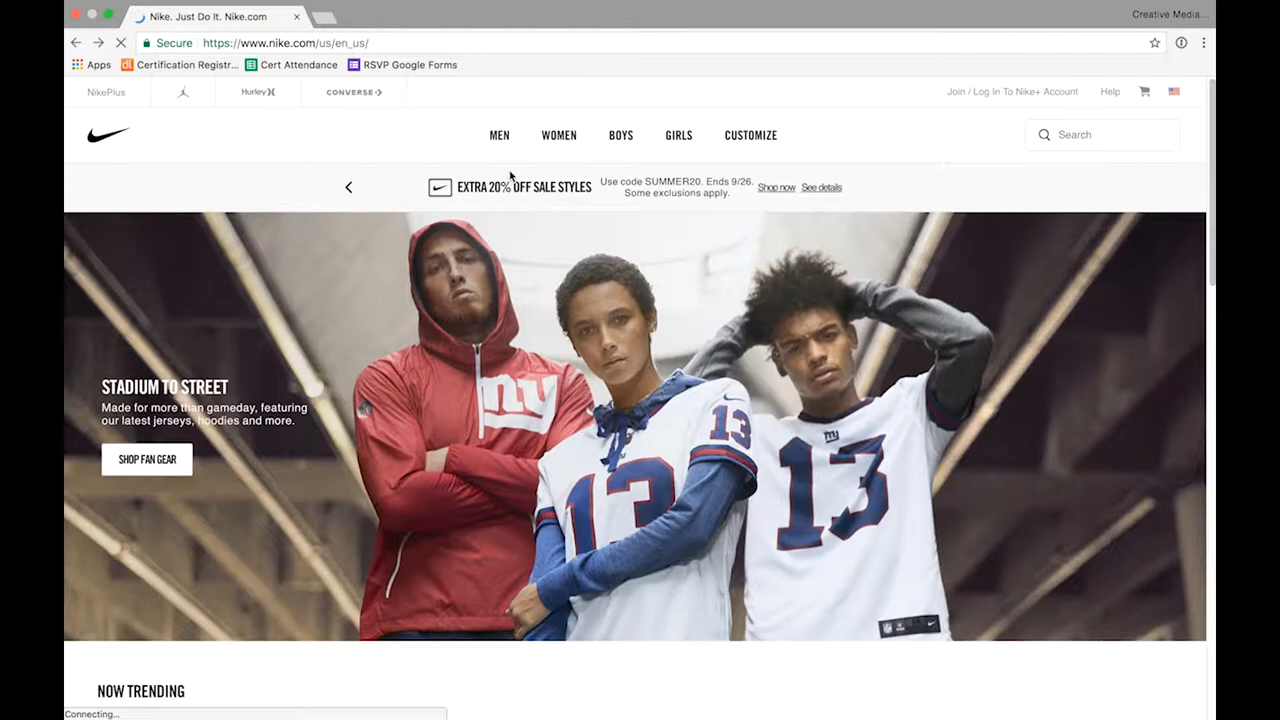 Nike. Just Do It. Nike.com
Creative Media...
Secure https://www.nike.com/us/en_us/
Apps Certification Registr... Cert Attendance RSVP Google Forms
NikePlus Hurley CONVERSE Join / Log In To Nike+ Account Help
MEN WOMEN BOYS GIRLS CUSTOMIZE Search
EXTRA 20% OFF SALE STYLES Use code SUMMER20. Ends 9/26. Shop now See details
Some exclusions apply.
ny
13
13
13
ny
STADIUM TO STREET
Made for more than gameday, featuring
our latest jerseys, hoodies and more.
SHOP FAN GEAR
NOW TRENDING
Connecting...